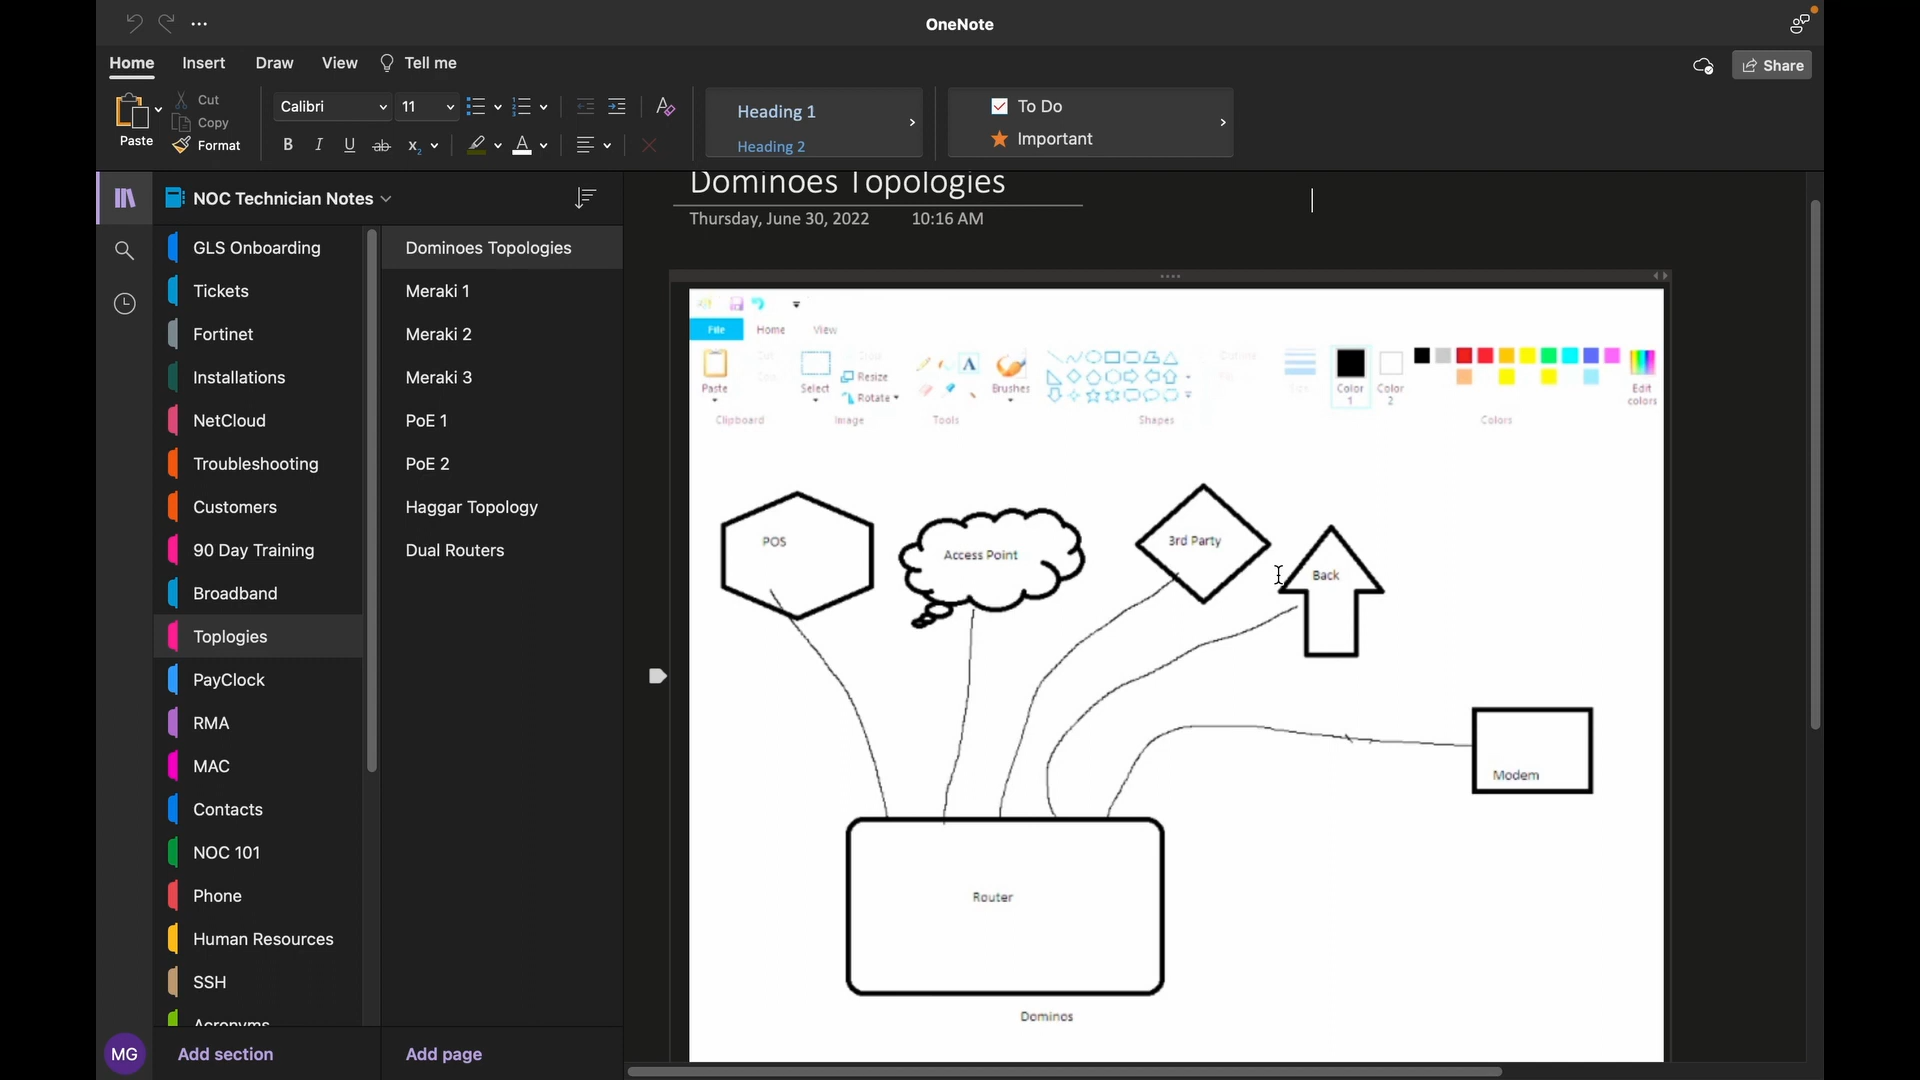 OneNote
Home Insert Draw View Tell me
Share
Paste
Cut
Copy
Format
Calibri 11
Heading 1
Heading 2
To Do
Important
NOC Technician Notes
GLS Onboarding
Tickets
Fortinet
Installations
NetCloud
Troubleshooting
Customers
90 Day Training
Broadband
Toplogies
PayClock
RMA
MAC
Contacts
NOC 101
Phone
Human Resources
SSH
Acronyms
Add section
MG
Dominoes Topologies
Meraki 1
Meraki 2
Meraki 3
PoE 1
PoE 2
Haggar Topology
Dual Routers
Add page
Dominoes Topologies
Thursday, June 30, 2022 10:16 AM
File Home View
Paste
Clipboard
Select
Resize
Rotate
Image
A
Tools
Brushes
Shapes
Color 1
Color 2
Edit colors
Colors
POS
Access Point
3rd Party
Back
Modem
Router
Dominos